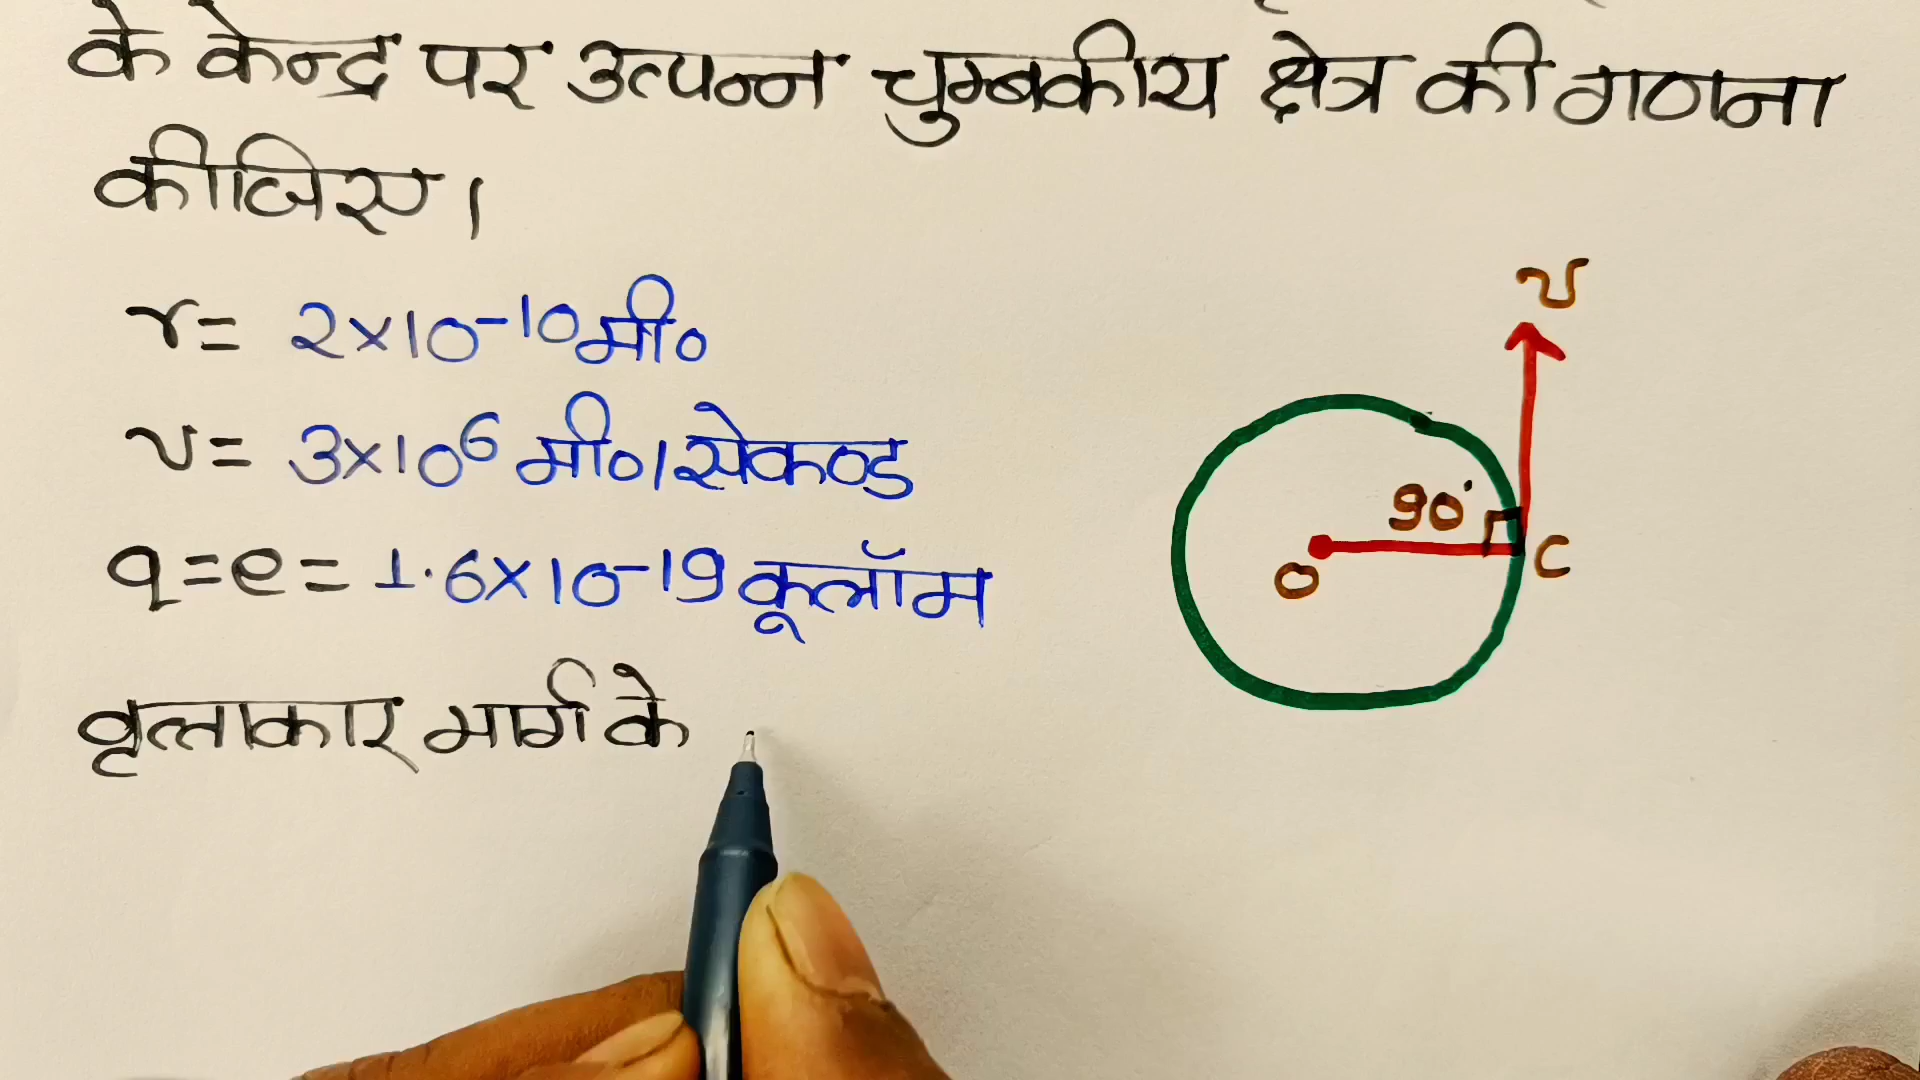 के केन्द्र पर उत्पन्न चुम्बकीय क्षेत्र की गणना
कीजिए।
r = 2×10⁻¹⁰ मी०
v = 3×10⁶ मी०/सेकण्ड
q = e = 1.6×10⁻¹⁹ कूलॉम
वृत्ताकार मार्ग के
v
90°
O
C